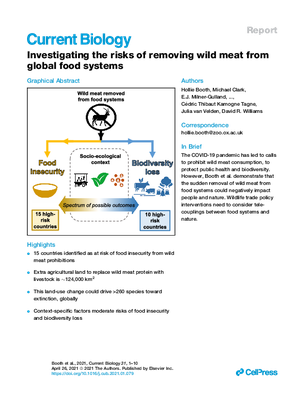 Report
Current Biology
Investigating the risks of removing wild meat from
global food systems
Graphical Abstract
Wild meat removed
from food systems
Socio-ecological
context
Food
insecurity
Biodiversity
loss
Spectrum of possible outcomes
15 high-
risk
countries
10 high-
risk
countries
Highlights
15 countries identified as at risk of food insecurity from wild
meat prohibitions
Extra agricultural land to replace wild meat protein with
livestock is ~124,000 km2
This land-use change could drive >260 species toward
extinction, globally
Context-specific factors moderate risks of food insecurity
and biodiversity loss
Authors
Hollie Booth, Michael Clark,
E.J. Milner-Gulland, ...,
Cédric Thibaut Kamogne Tagne,
Julia van Velden, David R. Williams
Correspondence
hollie.booth@zoo.ox.ac.uk
In Brief
The COVID-19 pandemic has led to calls
to prohibit wild meat consumption, to
protect public health and biodiversity.
However, Booth et al. demonstrate that
the sudden removal of wild meat from
food systems could negatively impact
people and nature. Wildlife trade policy
interventions need to consider tele-
couplings between food systems and
nature.
Booth et al., 2021, Current Biology 31, 1–10
April 26, 2021 © 2021 The Authors. Published by Elsevier Inc.
https://doi.org/10.1016/j.cub.2021.01.079
CelPress